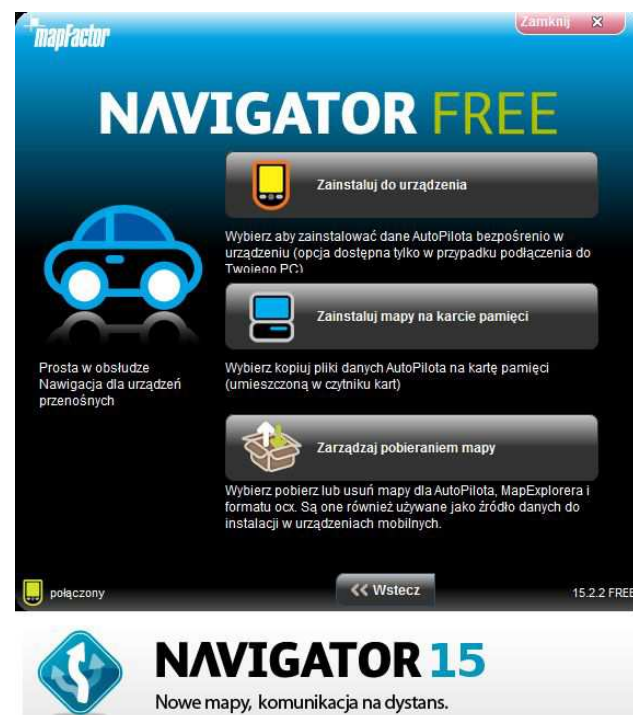 mapFactor
Zamknij
NAVIGATOR FREE
Zainstaluj do urządzenia
Wybierz aby zainstalować dane AutoPilota bezpośrenio w
urządzeniu (opcja dostępna tylko w przypadku podłączenia do
Twojego PC)
Zainstaluj mapy na karcie pamięci
Prosta w obsłudze
Nawigacja dla urządzeń
przenośnych
Wybierz kopiuj pliki danych AutoPilota na kartę pamięci
(umieszczoną w czytniku kart)
Zarządzaj pobieraniem mapy
Wybierz pobierz lub usuń mapy dla AutoPilota, MapExplorera i
formatu ocx. Są one również używane jako źródło danych do
instalacji w urządzeniach mobilnych.
połączony
<< Wstecz
15.2.2 FREE
NAVIGATOR 15
Nowe mapy, komunikacja na dystans.